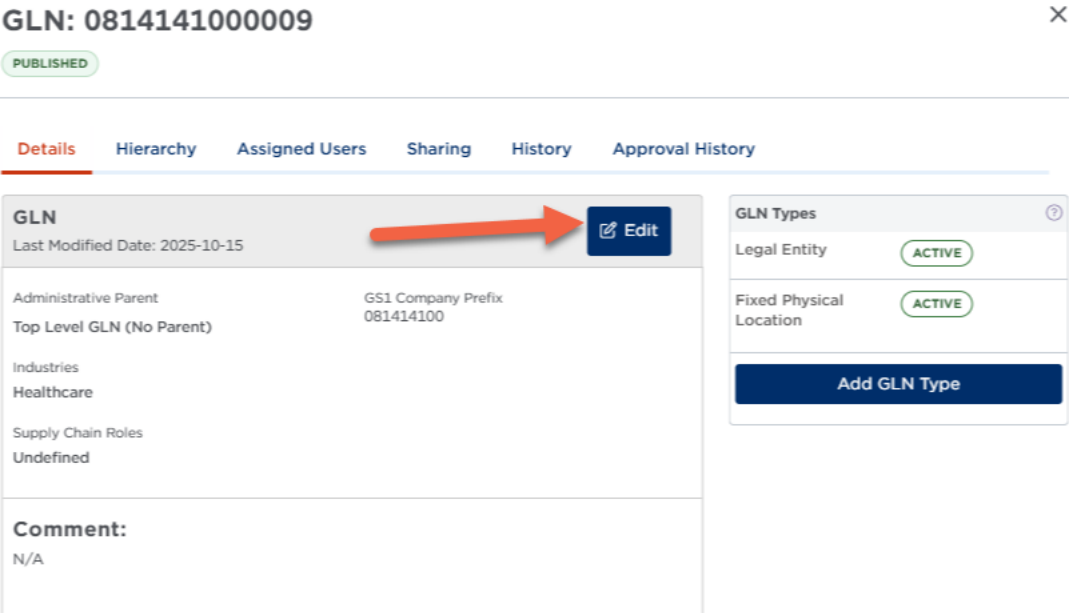 GLN: 0814141000009
PUBLISHED
Details Hierarchy Assigned Users Sharing History Approval History
GLN
Last Modified Date: 2025-10-15
Edit
Administrative Parent
Top Level GLN (No Parent)
GS1 Company Prefix
081414100
Industries
Healthcare
Supply Chain Roles
Undefined
Comment:
N/A
GLN Types
Legal Entity ACTIVE
Fixed Physical
Location
ACTIVE
Add GLN Type